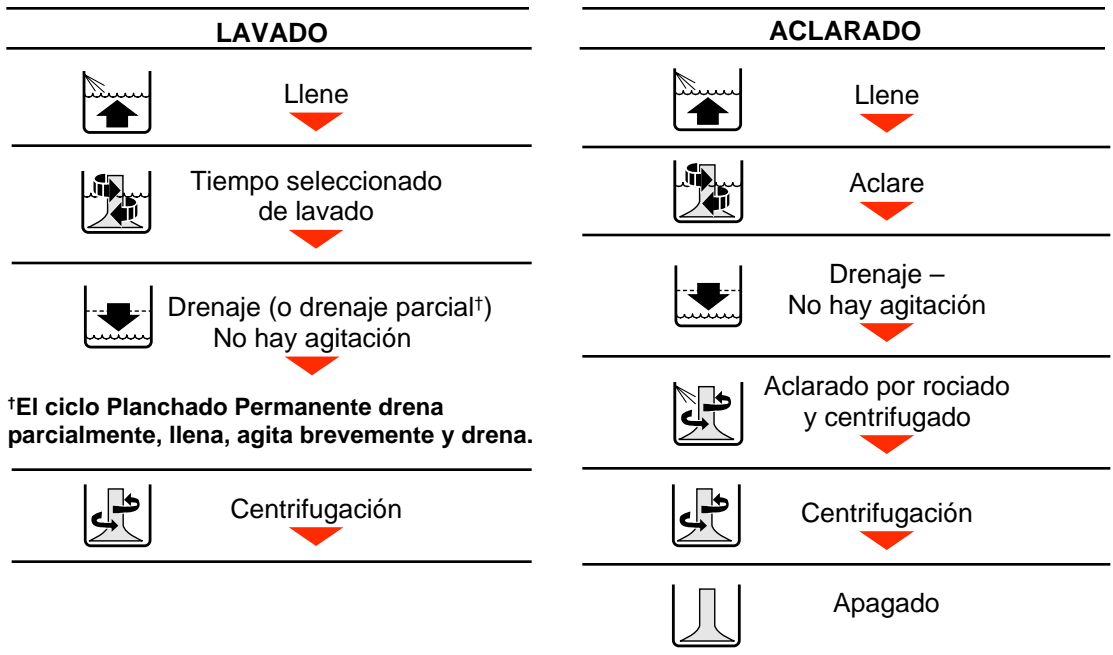 LAVADO
Llene
Tiempo seleccionado
de lavado
Drenaje (o drenaje parcial†)
No hay agitación
†El ciclo Planchado Permanente drena
parcialmente, llena, agita brevemente y drena.
Centrifugación
ACLARADO
Llene
Aclare
Drenaje –
No hay agitación
Aclarado por rociado
y centrifugado
Centrifugación
Apagado